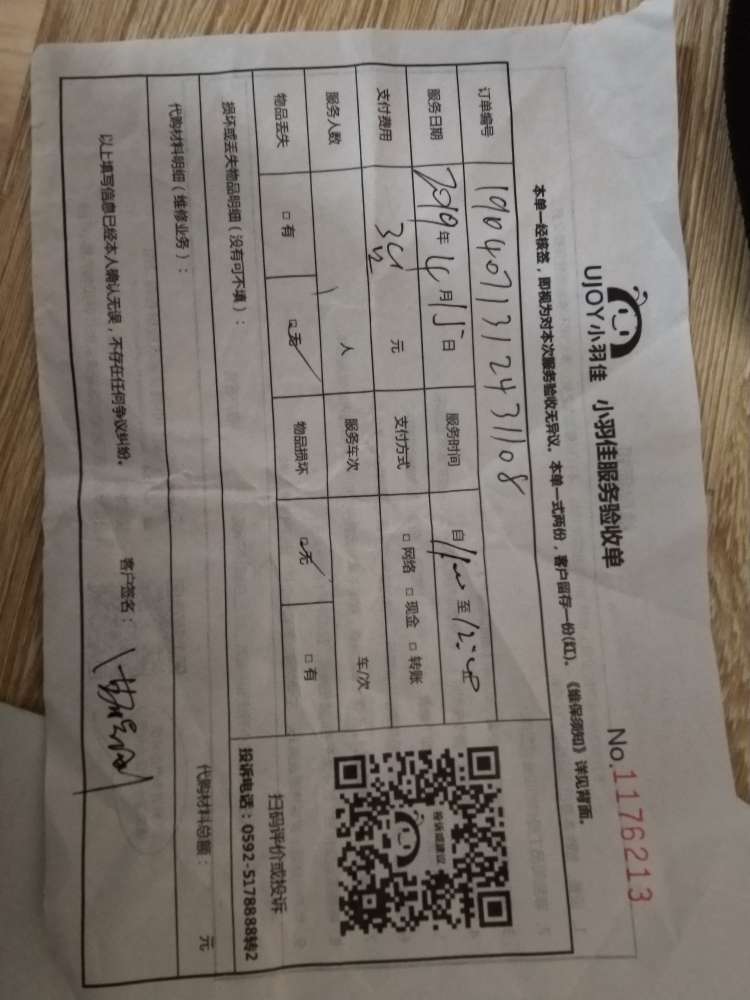 UJOY小羽佳 小羽佳服务验收单
No.1176213
本单一经核签，即视为对本次服务验收无异议。本单一式两份，客户留存一份(红)。《维保须知》详见背面。
订单编号 1904071312431108
服务日期 2019年4月15日 服务时间 自 至
支付费用 元 支付方式 □网络 □现金 □转账
服务人数 1人 服务车次 车/次
物品丢失 □有 □无 物品损坏 □无 □有
投诉或建议
扫码评价或投诉
投诉电话：0592-5178888转2
损坏或丢失物品明细（没有可不填）：
代购材料明细（维修业务）：
代购材料总额： 元
以上填写信息已经本人确认无误，不存在任何争议纠纷。 客户签名：